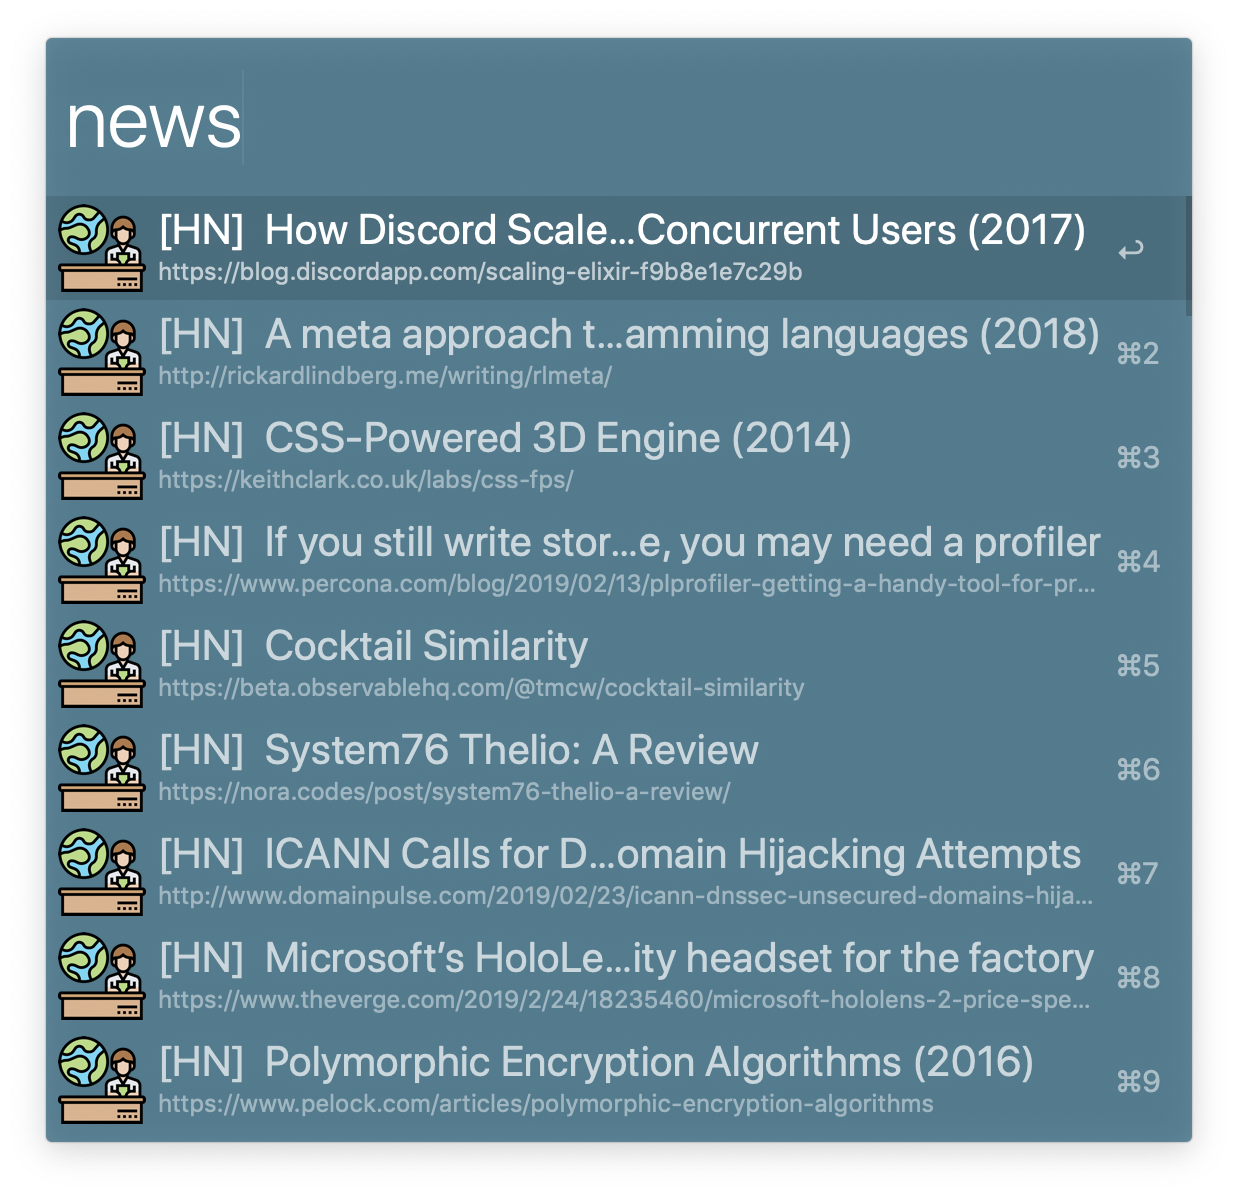 news
[HN] How Discord Scale...Concurrent Users (2017)
https://blog.discordapp.com/scaling-elixir-f9b8e1e7c29b
↩
[HN] A meta approach t...amming languages (2018)
http://rickardlindberg.me/writing/rlmeta/
⌘2
[HN] CSS-Powered 3D Engine (2014)
https://keithclark.co.uk/labs/css-fps/
⌘3
[HN] If you still write stor...e, you may need a profiler
https://www.percona.com/blog/2019/02/13/plprofiler-getting-a-handy-tool-for-pr...
⌘4
[HN] Cocktail Similarity
https://beta.observablehq.com/@tmcw/cocktail-similarity
⌘5
[HN] System76 Thelio: A Review
https://nora.codes/post/system76-thelio-a-review/
⌘6
[HN] ICANN Calls for D...omain Hijacking Attempts
http://www.domainpulse.com/2019/02/23/icann-dnssec-unsecured-domains-hija...
⌘7
[HN] Microsoft’s HoloLe...ity headset for the factory
https://www.theverge.com/2019/2/24/18235460/microsoft-hololens-2-price-spe...
⌘8
[HN] Polymorphic Encryption Algorithms (2016)
https://www.pelock.com/articles/polymorphic-encryption-algorithms
⌘9